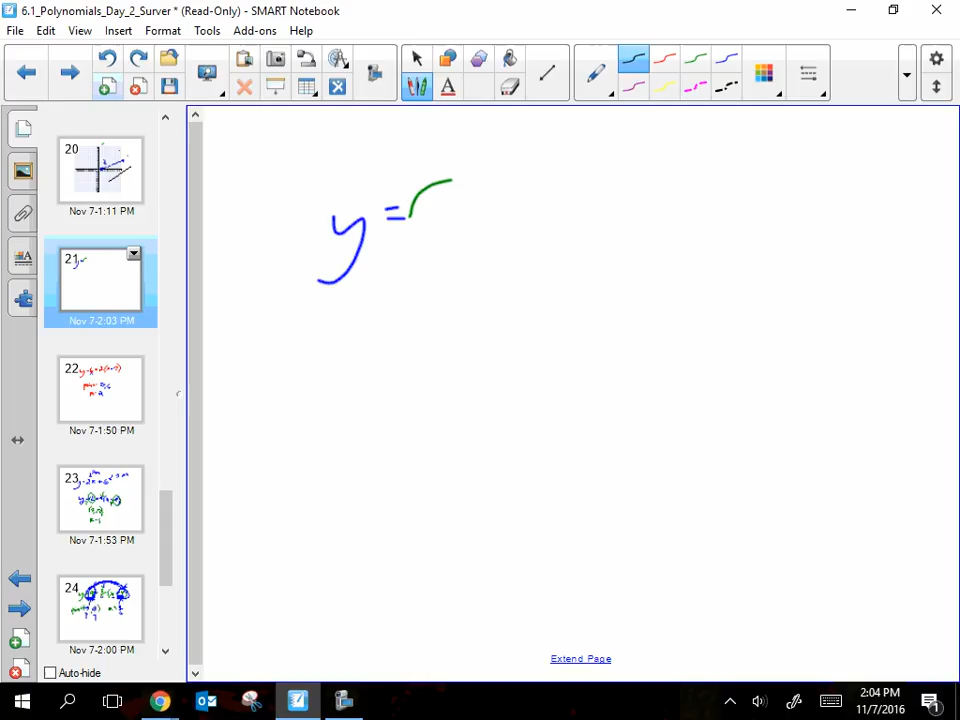 6.1_Polynomials_Day_2_Surver * (Read-Only) - SMART Notebook
File Edit View Insert Format Tools Add-ons Help
20
Nov 7-1:11 PM
21
y
Nov 7-2:03 PM
22
Nov 7-1:50 PM
23
Nov 7-1:53 PM
24
Nov 7-2:00 PM
Auto-hide
y =
Extend Page
2:04 PM
11/7/2016
1